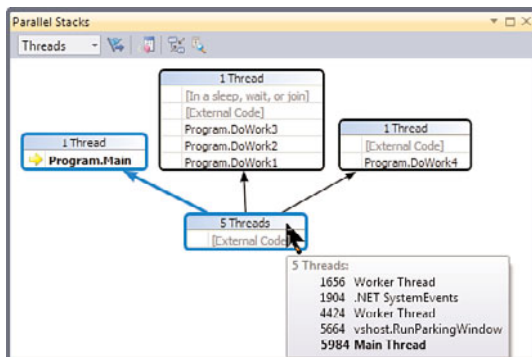 Parallel Stacks
Threads
1 Thread
[In a sleep, wait, or join]
[External Code]
Program.DoWork3
Program.DoWork2
Program.DoWork1
1 Thread
Program.Main
1 Thread
[External Code]
Program.DoWork4
5 Threads
[External Code
5 Threads:
1656 Worker Thread
1904 .NET SystemEvents
4424 Worker Thread
5664 vshost.RunParkingWindow
5984 Main Thread